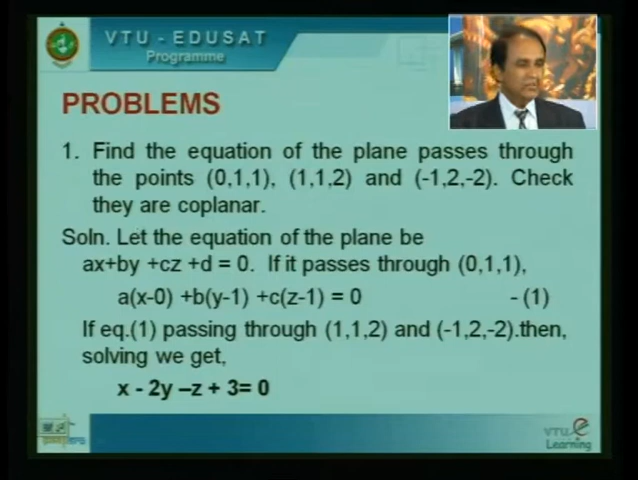 VTU - EDUSAT
Programme
PROBLEMS
1. Find the equation of the plane passes through
the points (0,1,1), (1,1,2) and (-1,2,-2). Check
they are coplanar.
Soln. Let the equation of the plane be
ax+by +cz +d = 0. If it passes through (0,1,1),
a(x-0) +b(y-1) +c(z-1) = 0 - (1)
If eq.(1) passing through (1,1,2) and (-1,2,-2).then,
solving we get,
x - 2y –z + 3= 0
VTU e
Learning